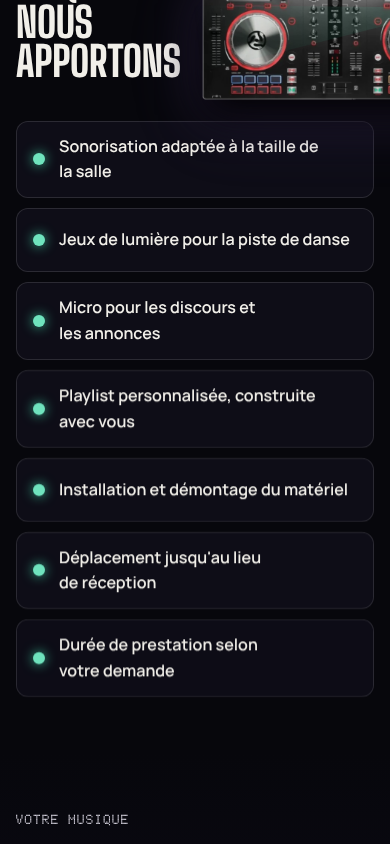 NOUS
APPORTONS
Sonorisation adaptée à la taille de
la salle
Jeux de lumière pour la piste de danse
Micro pour les discours et
les annonces
Playlist personnalisée, construite
avec vous
Installation et démontage du matériel
Déplacement jusqu'au lieu
de réception
Durée de prestation selon
votre demande
VOTRE MUSIQUE